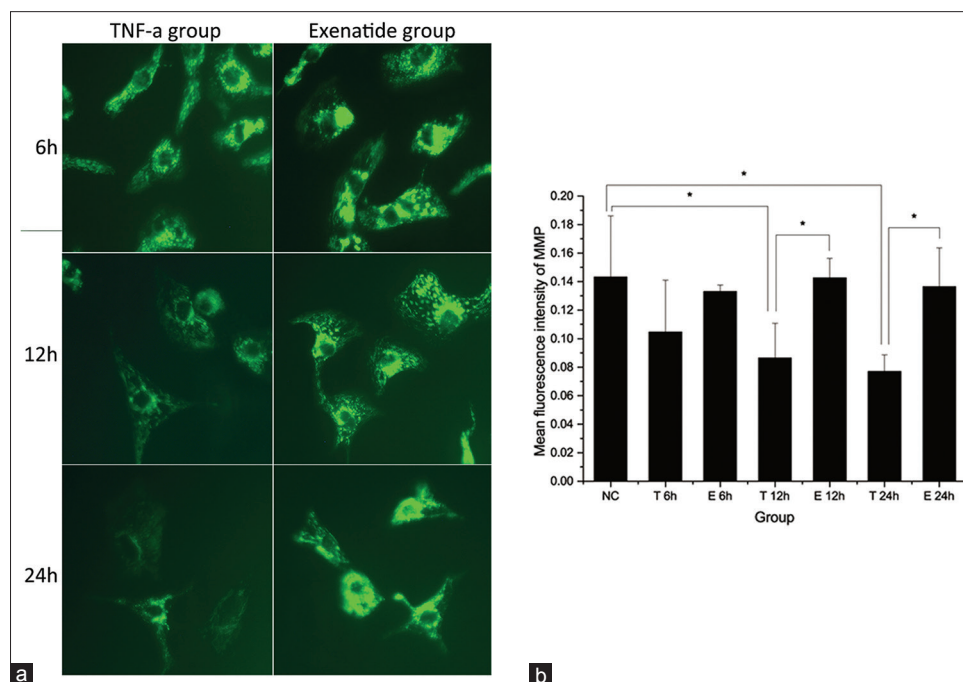 TNF-a group
Exenatide group
6h
12h
24h
a
*
*
*
*
Mean fluorescence intensity of MMP
0.20
0.18
0.16
0.14
0.12
0.10
0.08
0.06
0.04
0.02
0.00
NC
T 6h
E 6h
T 12h
E 12h
T 24h
E 24h
Group
b